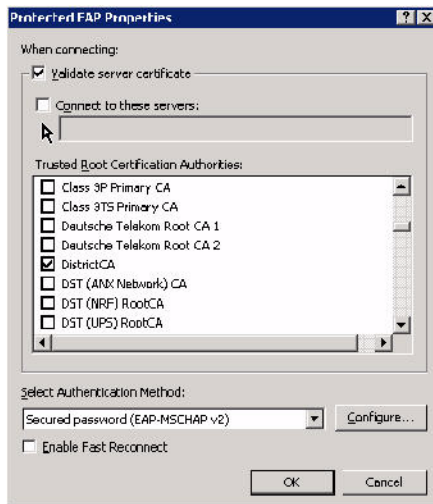 Protected EAP Properties
When connecting:
Validate server certificate
Connect to these servers:
Trusted Root Certification Authorities:
Class 3P Primary CA
Class 3TS Primary CA
Deutsche Telekom Root CA 1
Deutsche Telekom Root CA 2
DistrictCA
DST (ANX Network) CA
DST (NRF) RootCA
DST (UPS) RootCA
Select Authentication Method:
Secured password (EAP-MSCHAP v2)
Configure...
Enable Fast Reconnect
OK
Cancel